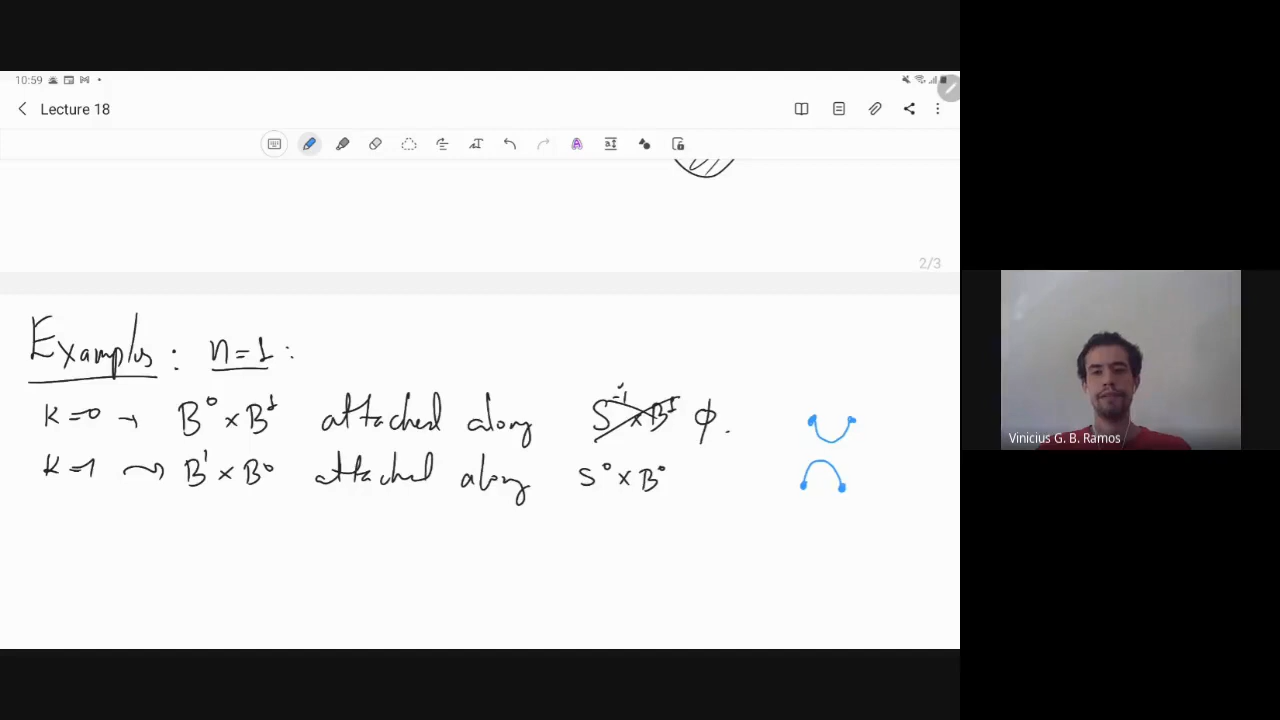 10:59
Lecture 18
2/3
Examples: n=1:
K=0 → B⁰ × B¹ attached along S⁻¹ × B¹ ϕ.
K=1 ⤳ B¹ × B⁰ attached along S⁰ × B⁰
Vinicius G. B. Ramos